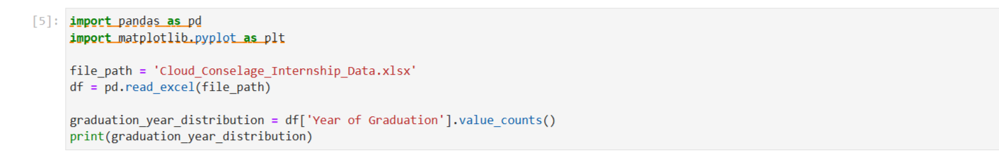 [5]: import pandas as pd
import matplotlib.pyplot as plt
file_path = 'Cloud_Conselage_Internship_Data.xlsx'
df = pd.read_excel(file_path)
graduation_year_distribution = df['Year of Graduation'].value_counts()
print(graduation_year_distribution)